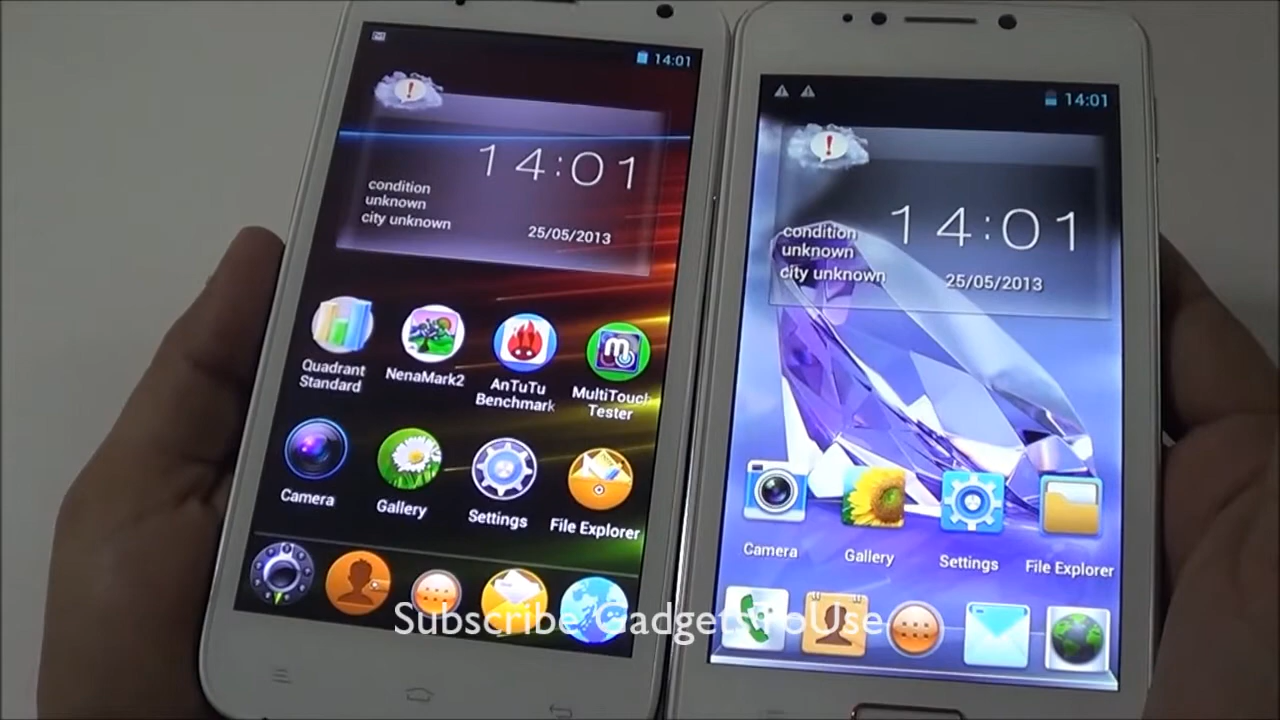 14:01
14:01
condition
unknown
city unknown
25/05/2013
Quadrant
Standard
NenaMark2
AnTuTu
Benchmark
MultiTouch
Tester
Camera
Gallery
Settings
File Explorer
14:01
14:01
condition
unknown
city unknown
25/05/2013
Camera
Gallery
Settings
File Explorer
Subscribe GadgetsToUse